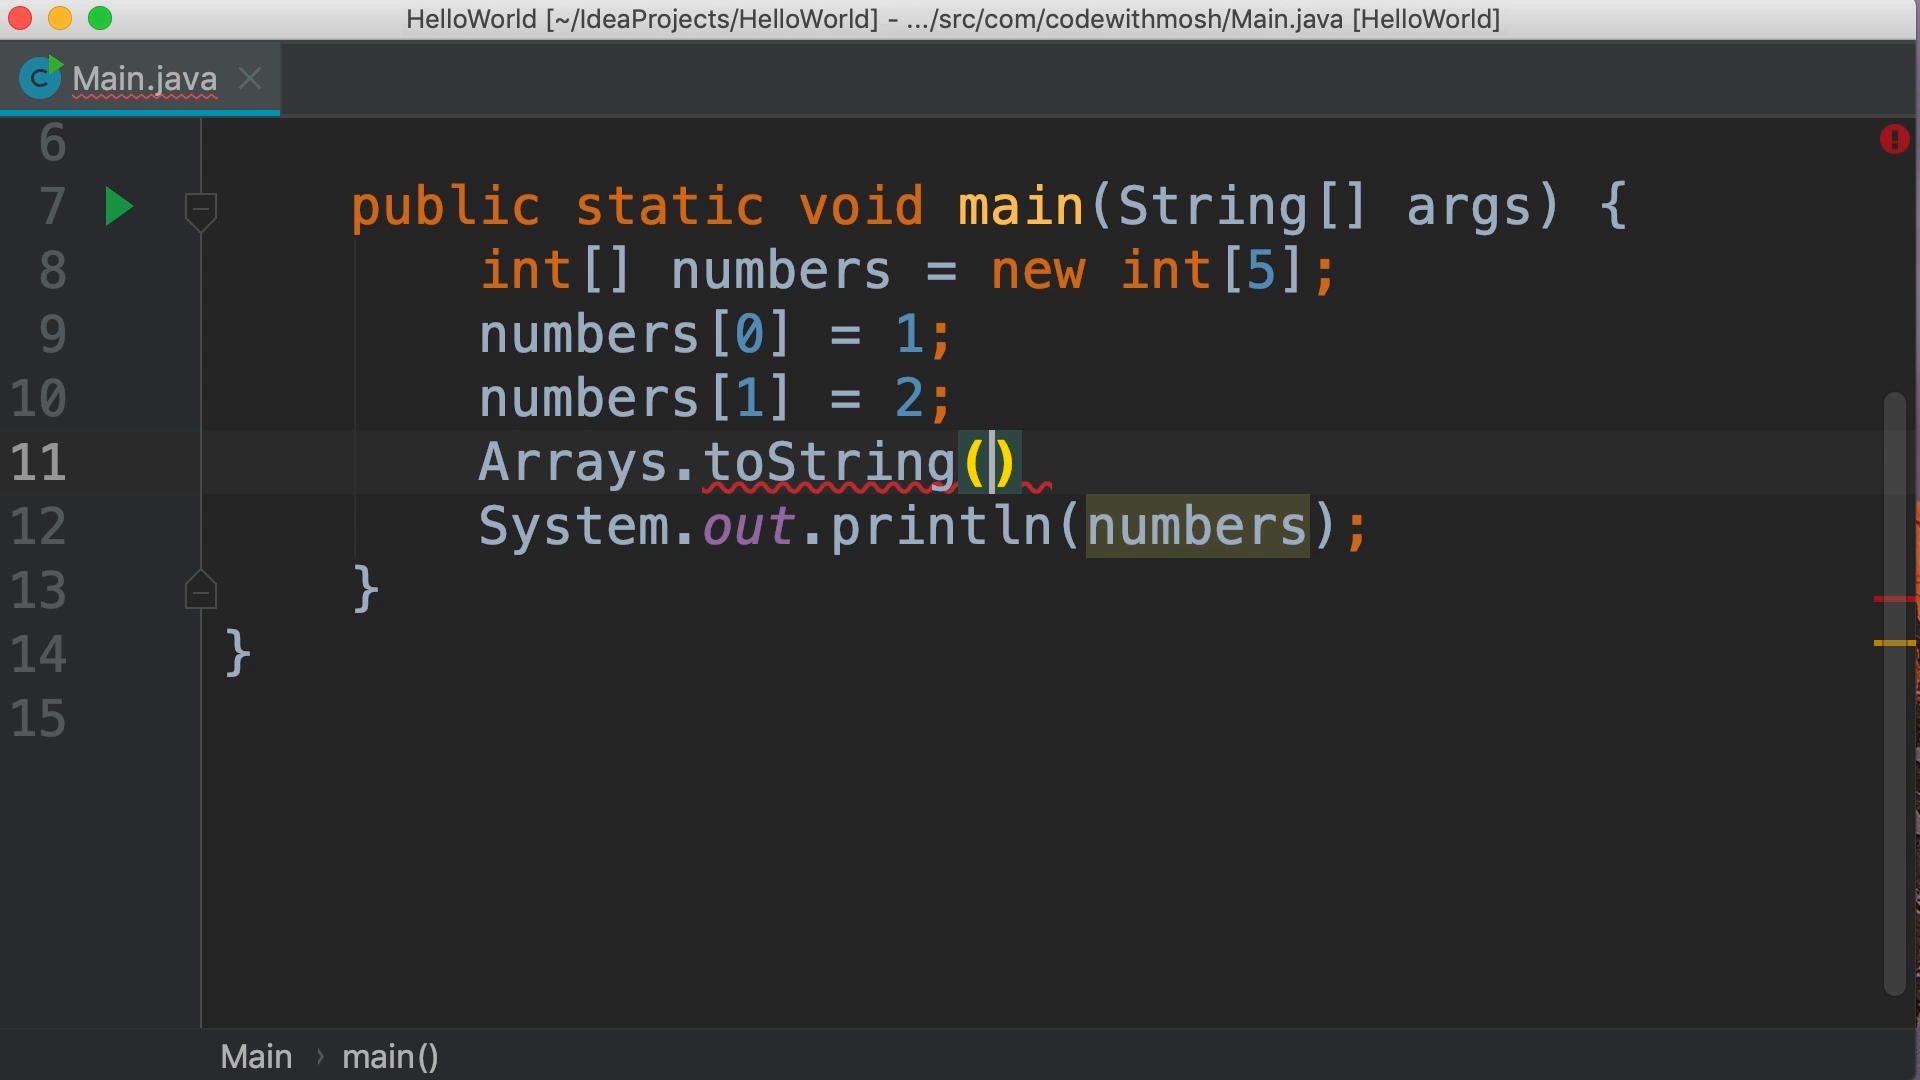 HelloWorld [~/IdeaProjects/HelloWorld] - .../src/com/codewithmosh/Main.java [HelloWorld]
C Main.java
6
7 public static void main(String[] args) {
8 int[] numbers = new int[5];
9 numbers[0] = 1;
10 numbers[1] = 2;
11 Arrays.toString()
12 System.out.println(numbers);
13 }
14 }
15
Main › main()